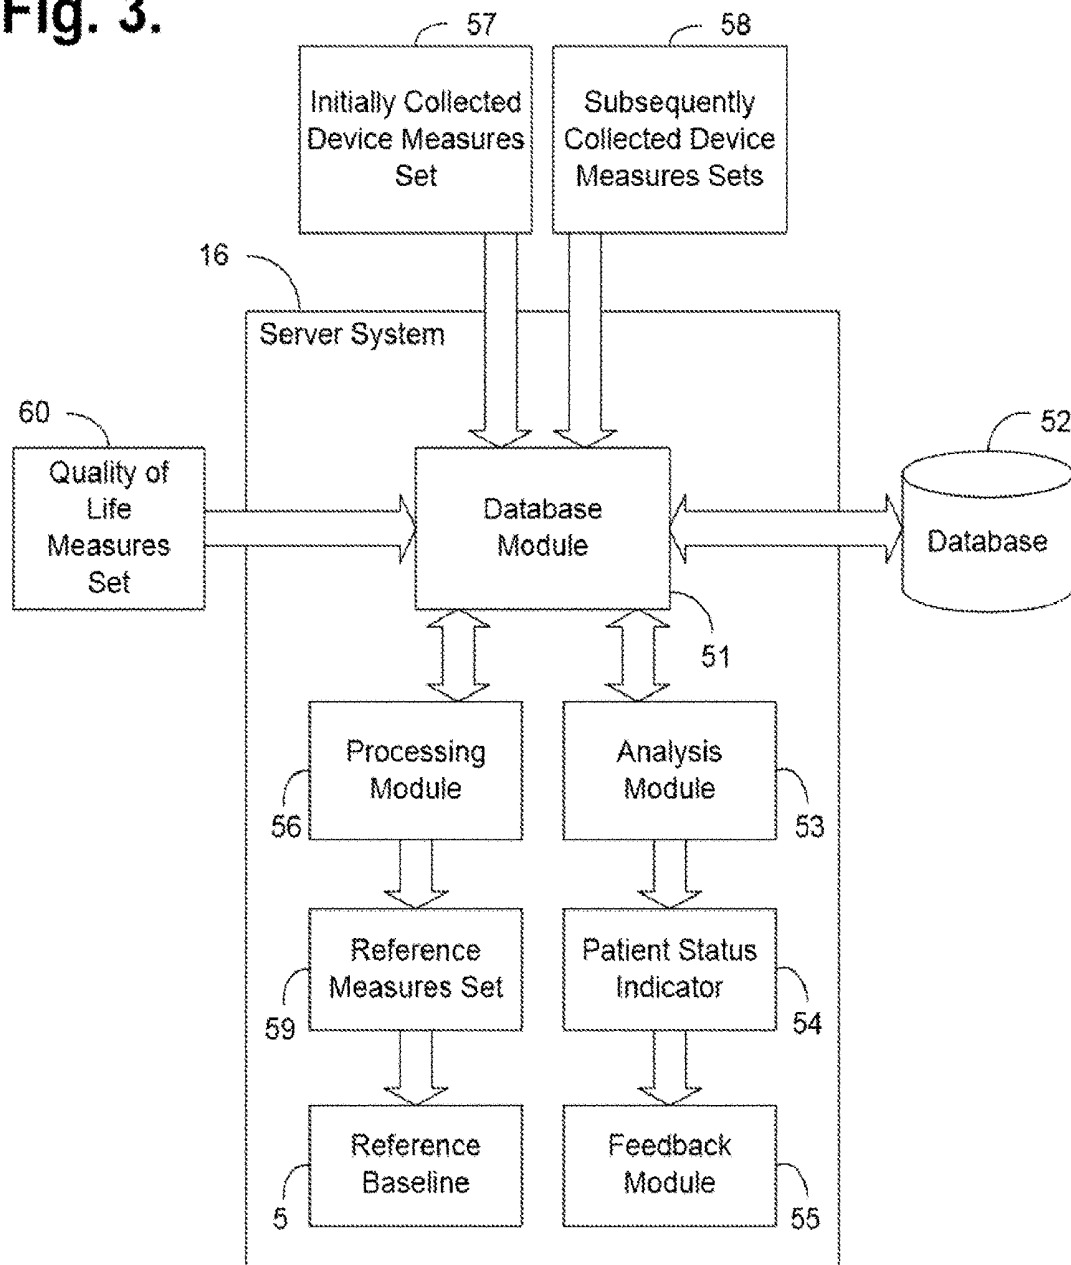 Fig. 3.
57
58
Initially Collected
Device Measures
Set
Subsequently
Collected Device
Measures Sets
16
Server System
60
Quality of
Life
Measures
Set
Database
Module
52
Database
51
Processing
Module
56
Analysis
Module
53
Reference
Measures Set
59
Patient Status
Indicator
54
Reference
Baseline
5
Feedback
Module
55